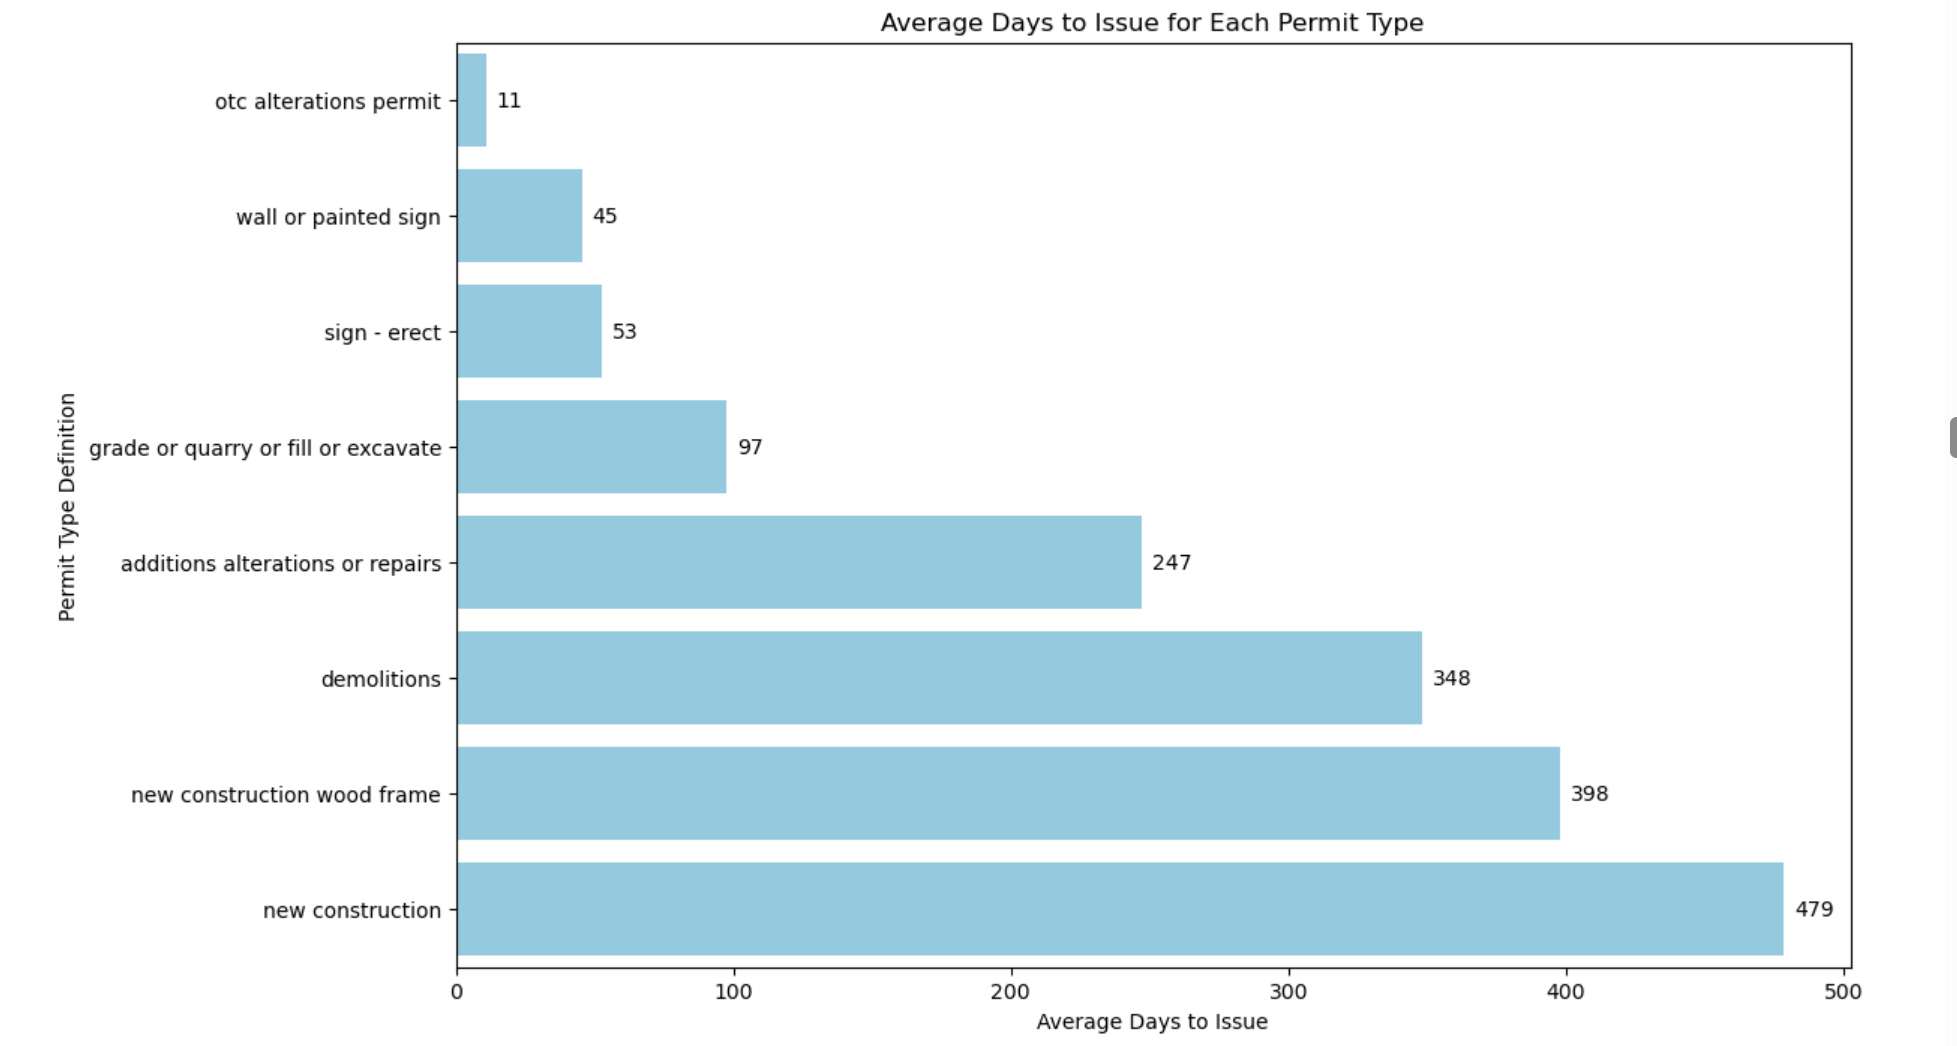 Average Days to Issue for Each Permit Type
otc alterations permit 11
wall or painted sign 45
sign - erect 53
grade or quarry or fill or excavate 97
additions alterations or repairs 247
demolitions 348
new construction wood frame 398
new construction 479
Permit Type Definition
0 100 200 300 400 500
Average Days to Issue